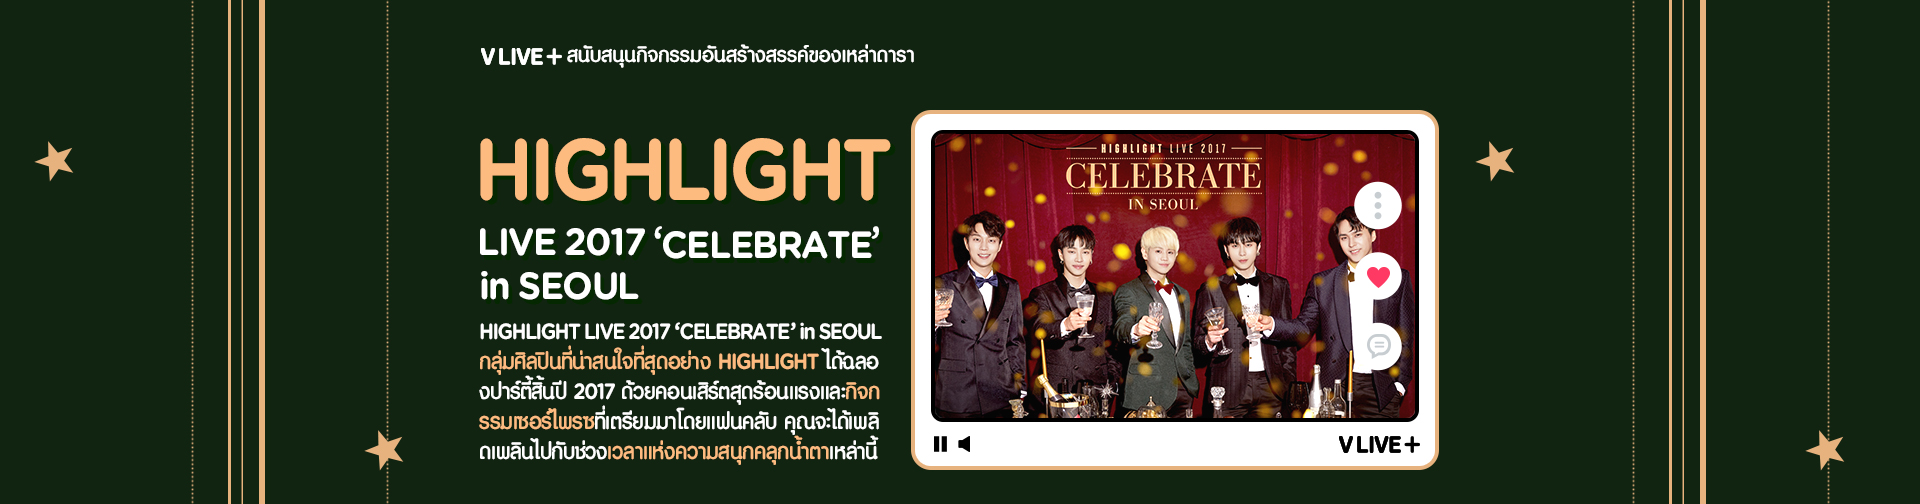 V LIVE+ สนับสนุนกิจกรรมอันสร้างสรรค์ของเหล่าดารา
HIGHLIGHT
LIVE 2017 ‘CELEBRATE’
in SEOUL
HIGHLIGHT LIVE 2017 ‘CELEBRATE’ in SEOUL
กลุ่มศิลปินที่น่าสนใจที่สุดอย่าง HIGHLIGHT ได้ฉลอ
งปาร์ตี้สิ้นปี 2017 ด้วยคอนเสิร์ตสุดร้อนแรงและกิจก
รรมเซอร์ไพรซที่เตรียมมาโดยแฟนคลับ คุณจะได้เพลิ
ดเพลินไปกับช่วงเวลาแห่งความสนุกคลุกน้ำตาเหล่านี้
HIGHLIGHT LIVE 2017
CELEBRATE
IN SEOUL
V LIVE+